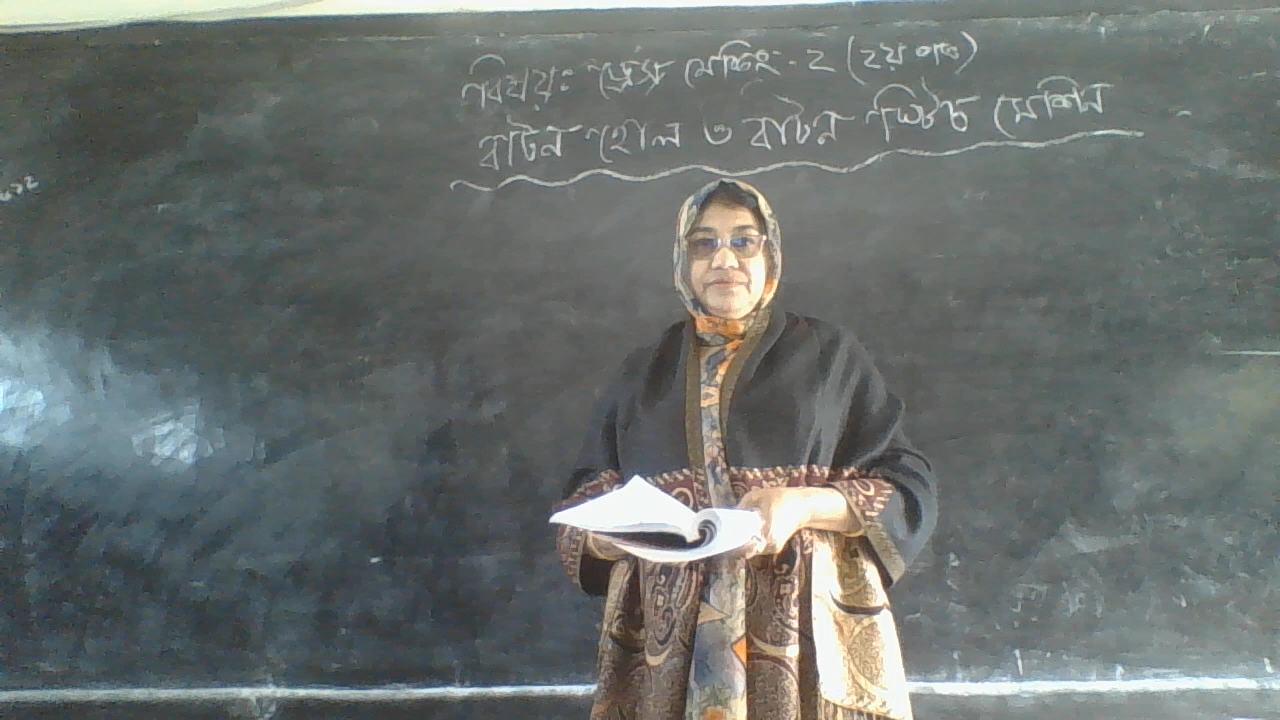 বিষয়ঃ ড্রেস মেকিং - ২ (২য় পত্র)
বাটন হোল ও বাটন স্টিচ মেশিন